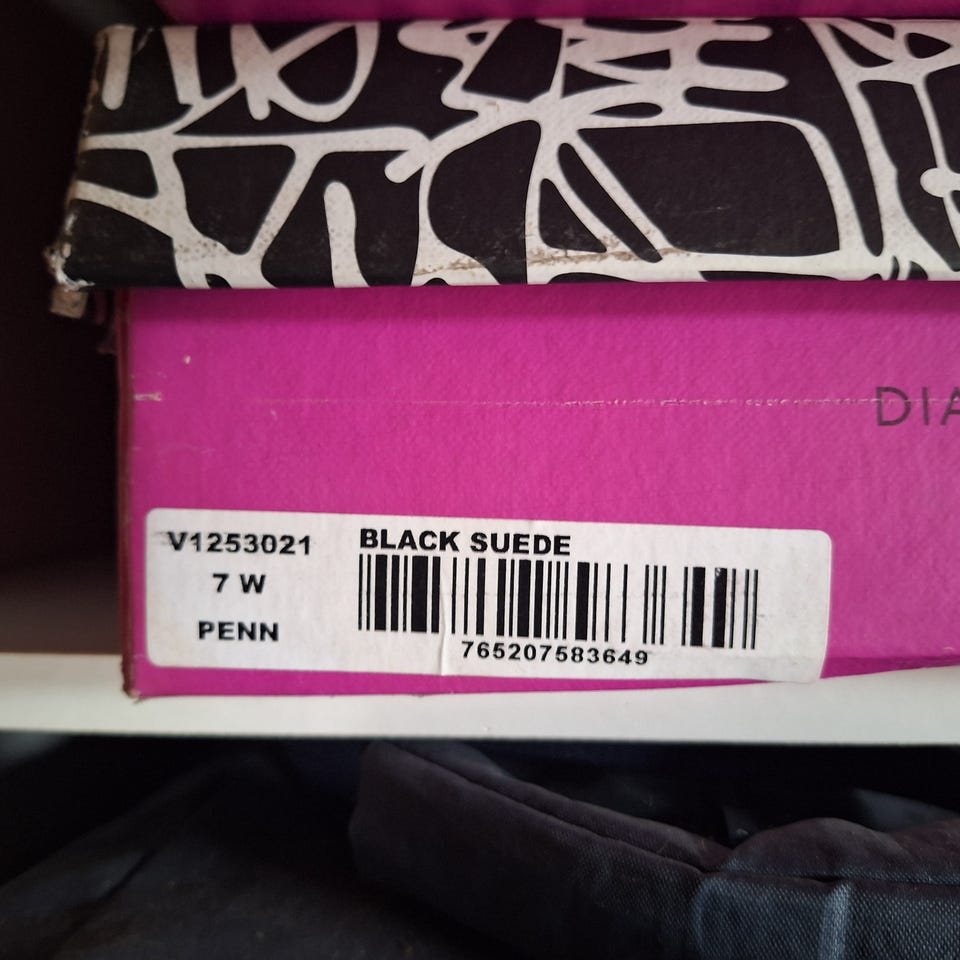 DIA
V1253021
7 W
PENN
BLACK SUEDE
765207583649